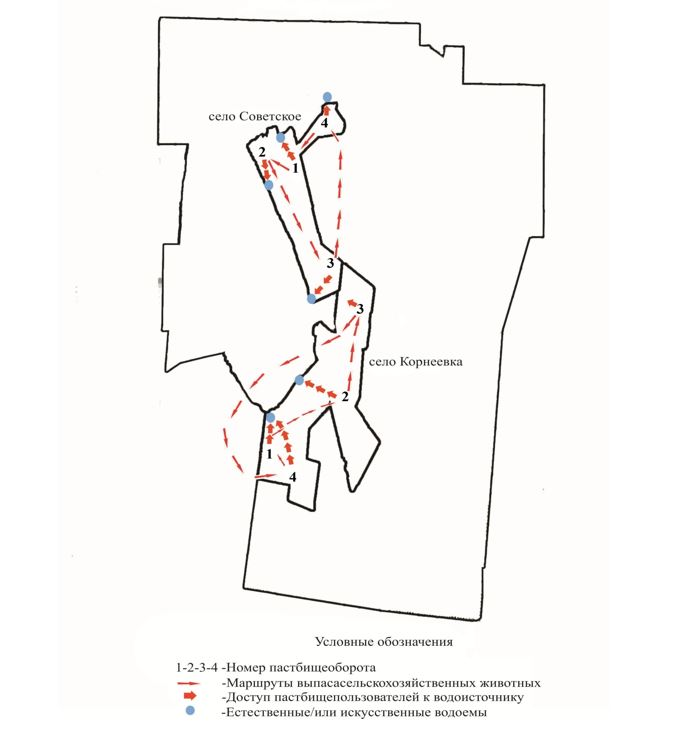 село Советское
4
2
1
3
3
село Корнеевка
2
1
4
Условные обозначения
1-2-3-4 -Номер пастбищеоборота
-Маршруты выпасасельскохозяйственных животных
-Доступ пастбищепользователей к водоисточнику
-Естественные/или искусственные водоемы